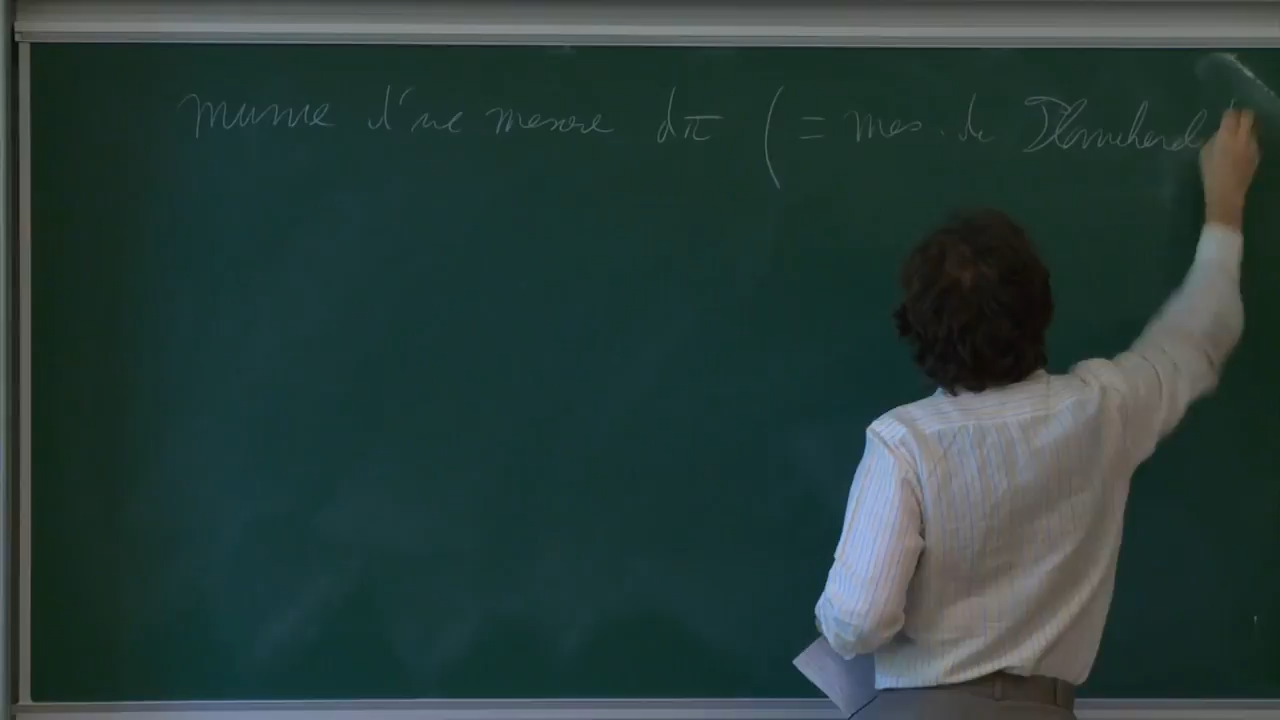 munie d'une mesure dπ (= mes. de Plancherel